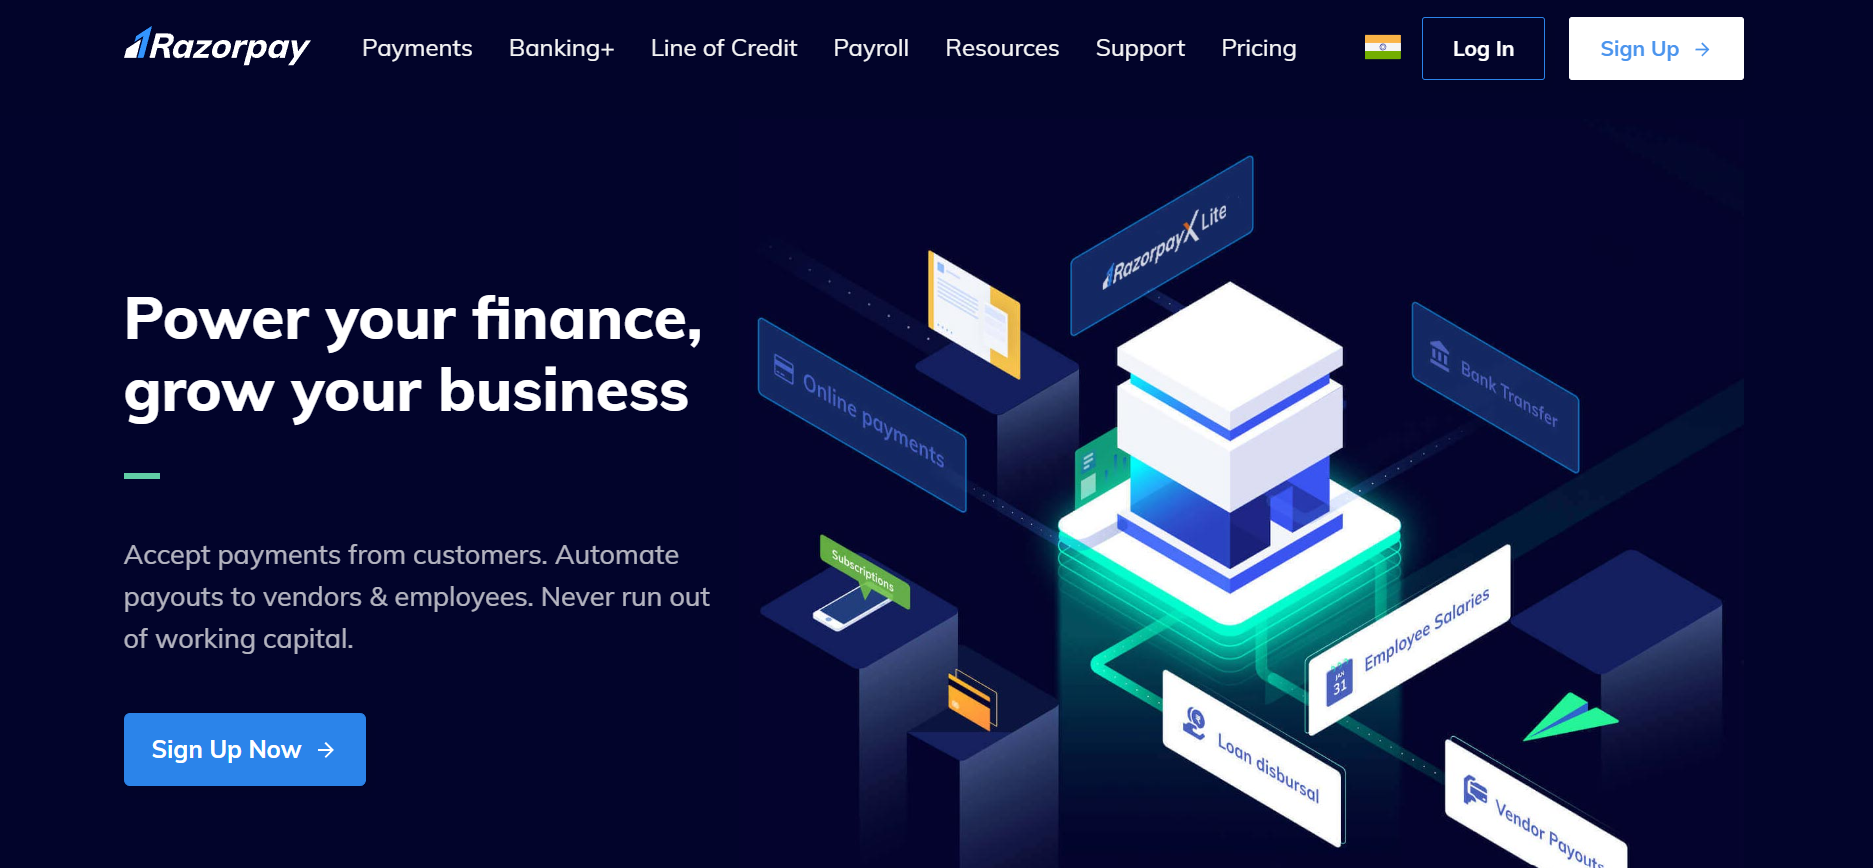 Razorpay
Payments
Banking+
Line of Credit
Payroll
Resources
Support
Pricing
Log In
Sign Up
Power your finance,
grow your business
Accept payments from customers. Automate
payouts to vendors & employees. Never run out
of working capital.
Sign Up Now
RazorpayX Lite
Online payments
Bank Transfer
Subscriptions
Employee Salaries
JAN
31
Loan disbursal
Vendor Payouts